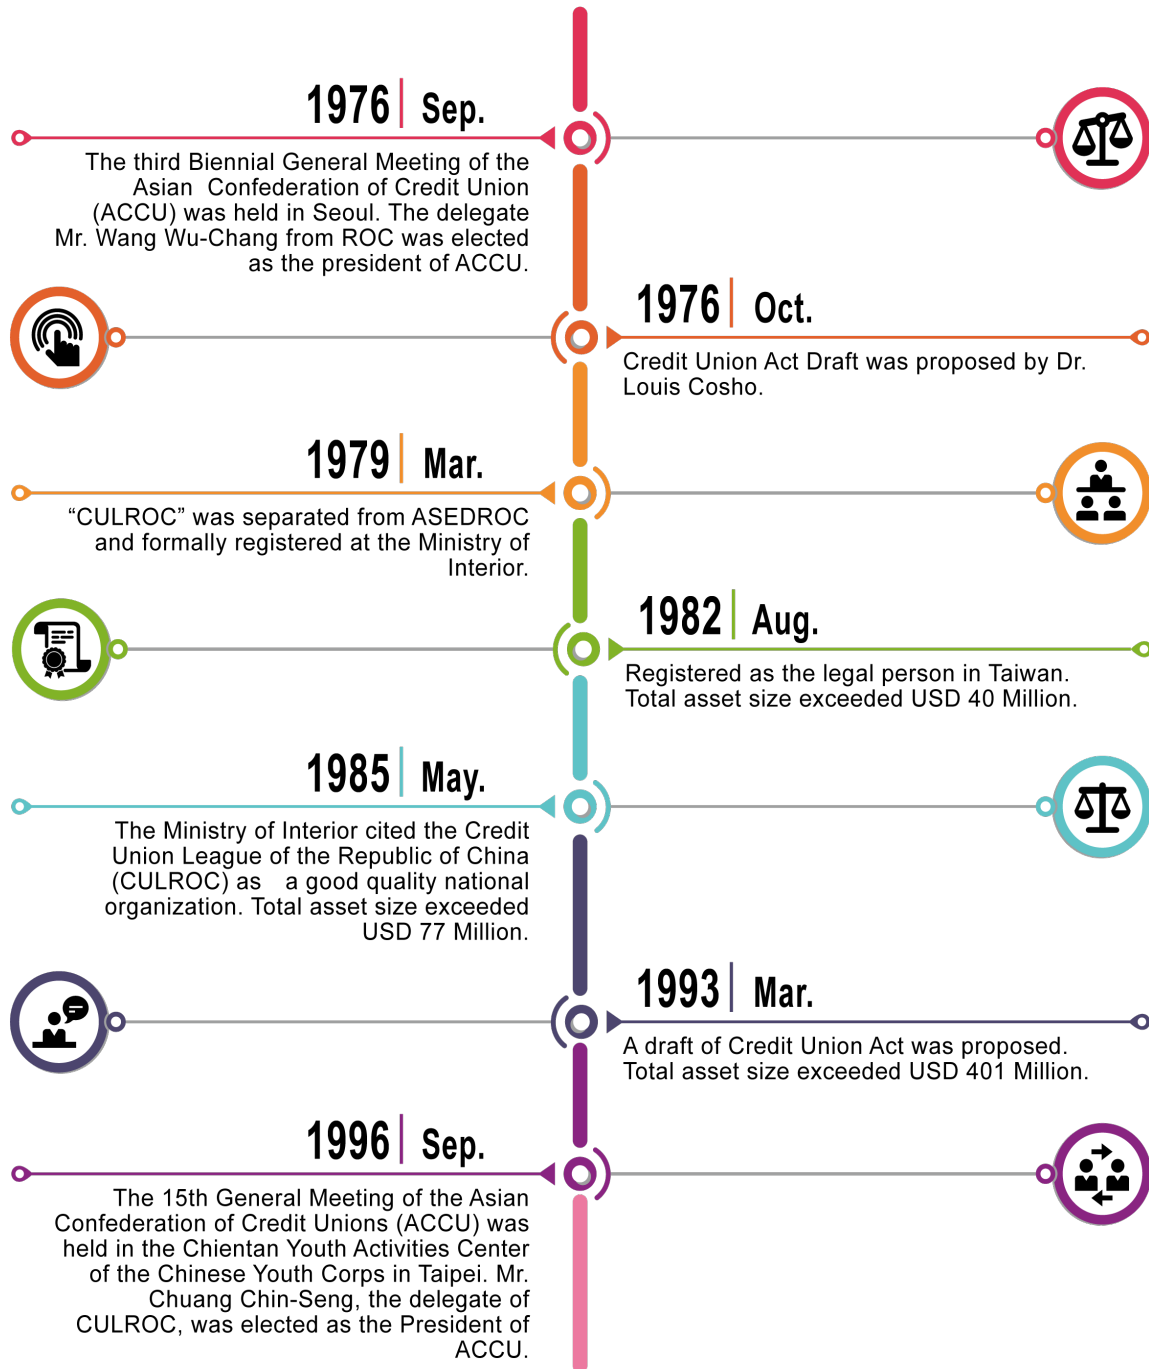 1976 Sep.
The third Biennial General Meeting of the
Asian Confederation of Credit Union
(ACCU) was held in Seoul. The delegate
Mr. Wang Wu-Chang from ROC was elected
as the president of ACCU.
1976 Oct.
Credit Union Act Draft was proposed by Dr.
Louis Cosho.
1979 Mar.
“CULROC” was separated from ASEDROC
and formally registered at the Ministry of
Interior.
1982 Aug.
Registered as the legal person in Taiwan.
Total asset size exceeded USD 40 Million.
1985 May.
The Ministry of Interior cited the Credit
Union League of the Republic of China
(CULROC) as a good quality national
organization. Total asset size exceeded
USD 77 Million.
1993 Mar.
A draft of Credit Union Act was proposed.
Total asset size exceeded USD 401 Million.
1996 Sep.
The 15th General Meeting of the Asian
Confederation of Credit Unions (ACCU) was
held in the Chientan Youth Activities Center
of the Chinese Youth Corps in Taipei. Mr.
Chuang Chin-Seng, the delegate of
CULROC, was elected as the President of
ACCU.